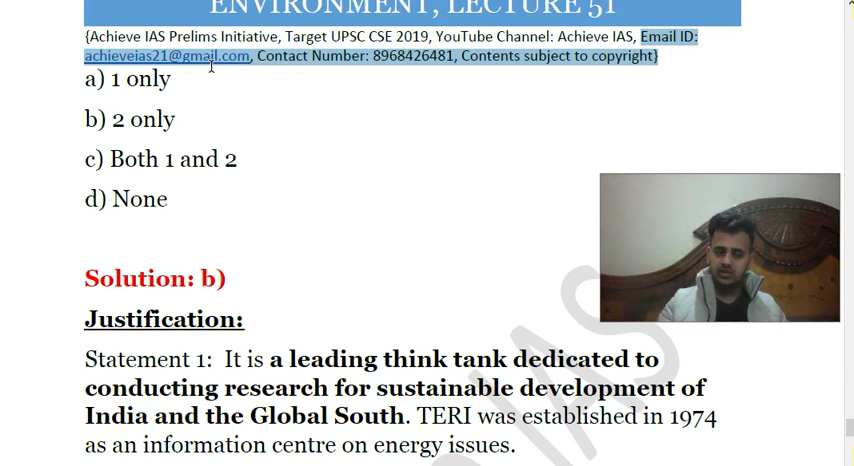 ENVIRONMENT, LECTURE 51
{Achieve IAS Prelims Initiative, Target UPSC CSE 2019, YouTube Channel: Achieve IAS, Email ID:
achieveias21@gmail.com, Contact Number: 8968426481, Contents subject to copyright}
a) 1 only
b) 2 only
c) Both 1 and 2
d) None
Solution: b)
Justification:
Statement 1: It is a leading think tank dedicated to
conducting research for sustainable development of
India and the Global South. TERI was established in 1974
as an information centre on energy issues.
IAS